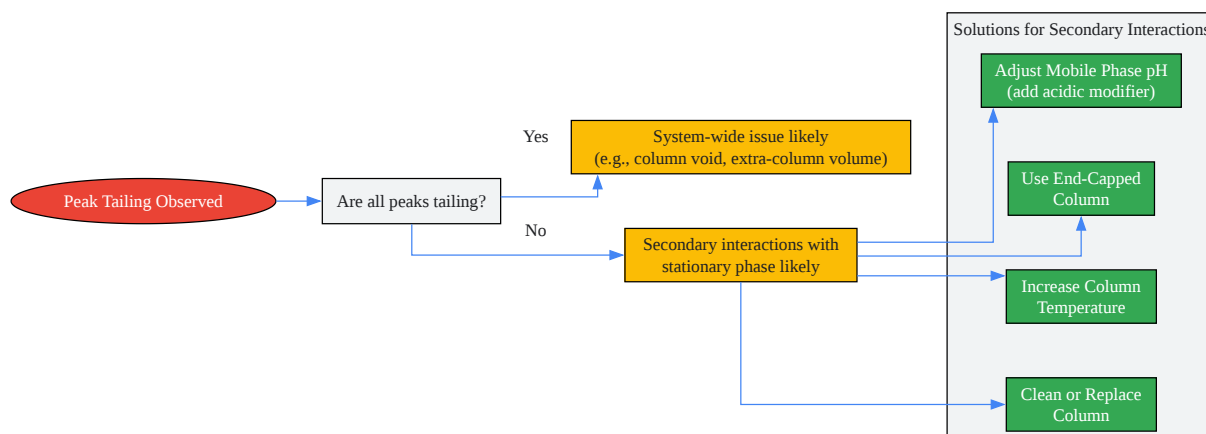 Peak Tailing Observed
Are all peaks tailing?
Yes
System-wide issue likely
(e.g., column void, extra-column volume)
No
Secondary interactions with
stationary phase likely
Solutions for Secondary Interactions
Adjust Mobile Phase pH
(add acidic modifier)
Use End-Capped
Column
Increase Column
Temperature
Clean or Replace
Column